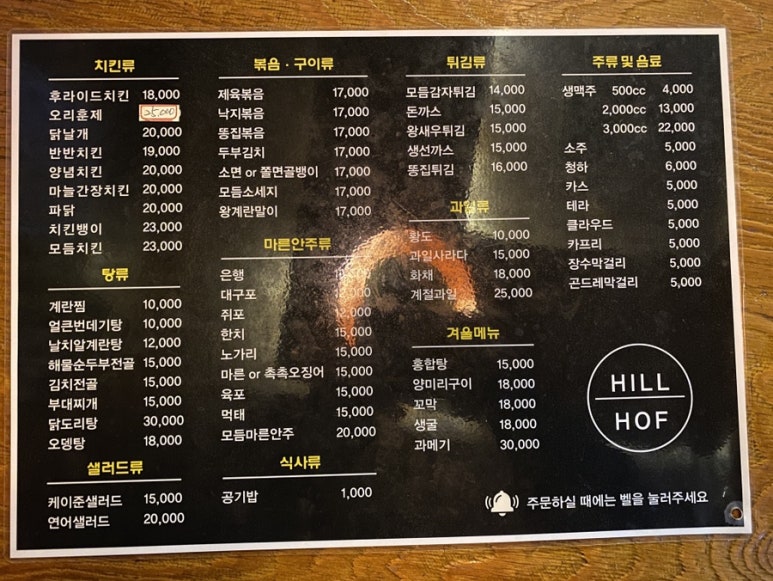 치킨류
후라이드치킨 18,000
오리훈제 25,000
닭날개 20,000
반반치킨 19,000
양념치킨 20,000
마늘간장치킨 20,000
파닭 20,000
치킨뱅이 23,000
모듬치킨 23,000
탕류
계란찜 10,000
얼큰번데기탕 10,000
날치알계란탕 12,000
해물순두부전골 15,000
김치전골 15,000
부대찌개 15,000
닭도리탕 30,000
오뎅탕 18,000
샐러드류
케이준샐러드 15,000
연어샐러드 20,000
볶음 · 구이류
제육볶음 17,000
낙지볶음 17,000
똥집볶음 17,000
두부김치 17,000
소면 or 쫄면골뱅이 17,000
모듬소세지 17,000
왕계란말이 17,000
마른안주류
은행
대구포
쥐포 12,000
한치 15,000
노가리 15,000
마른 or 촉촉오징어 15,000
육포 15,000
먹태 15,000
모듬마른안주 20,000
식사류
공기밥 1,000
튀김류
모듬감자튀김 14,000
돈까스 15,000
왕새우튀김 15,000
생선까스 15,000
똥집튀김 16,000
과일류
황도 10,000
과일사라다 15,000
화채 18,000
계절과일 25,000
겨울메뉴
홍합탕 15,000
양미리구이 18,000
꼬막 18,000
생굴 18,000
과메기 30,000
주류 및 음료
생맥주 500cc 4,000
2,000cc 13,000
3,000cc 22,000
소주 5,000
청하 6,000
카스 5,000
테라 5,000
클라우드 5,000
카프리 5,000
장수막걸리 5,000
곤드레막걸리 5,000
HILL
HOF
주문하실 때에는 벨을 눌러주세요